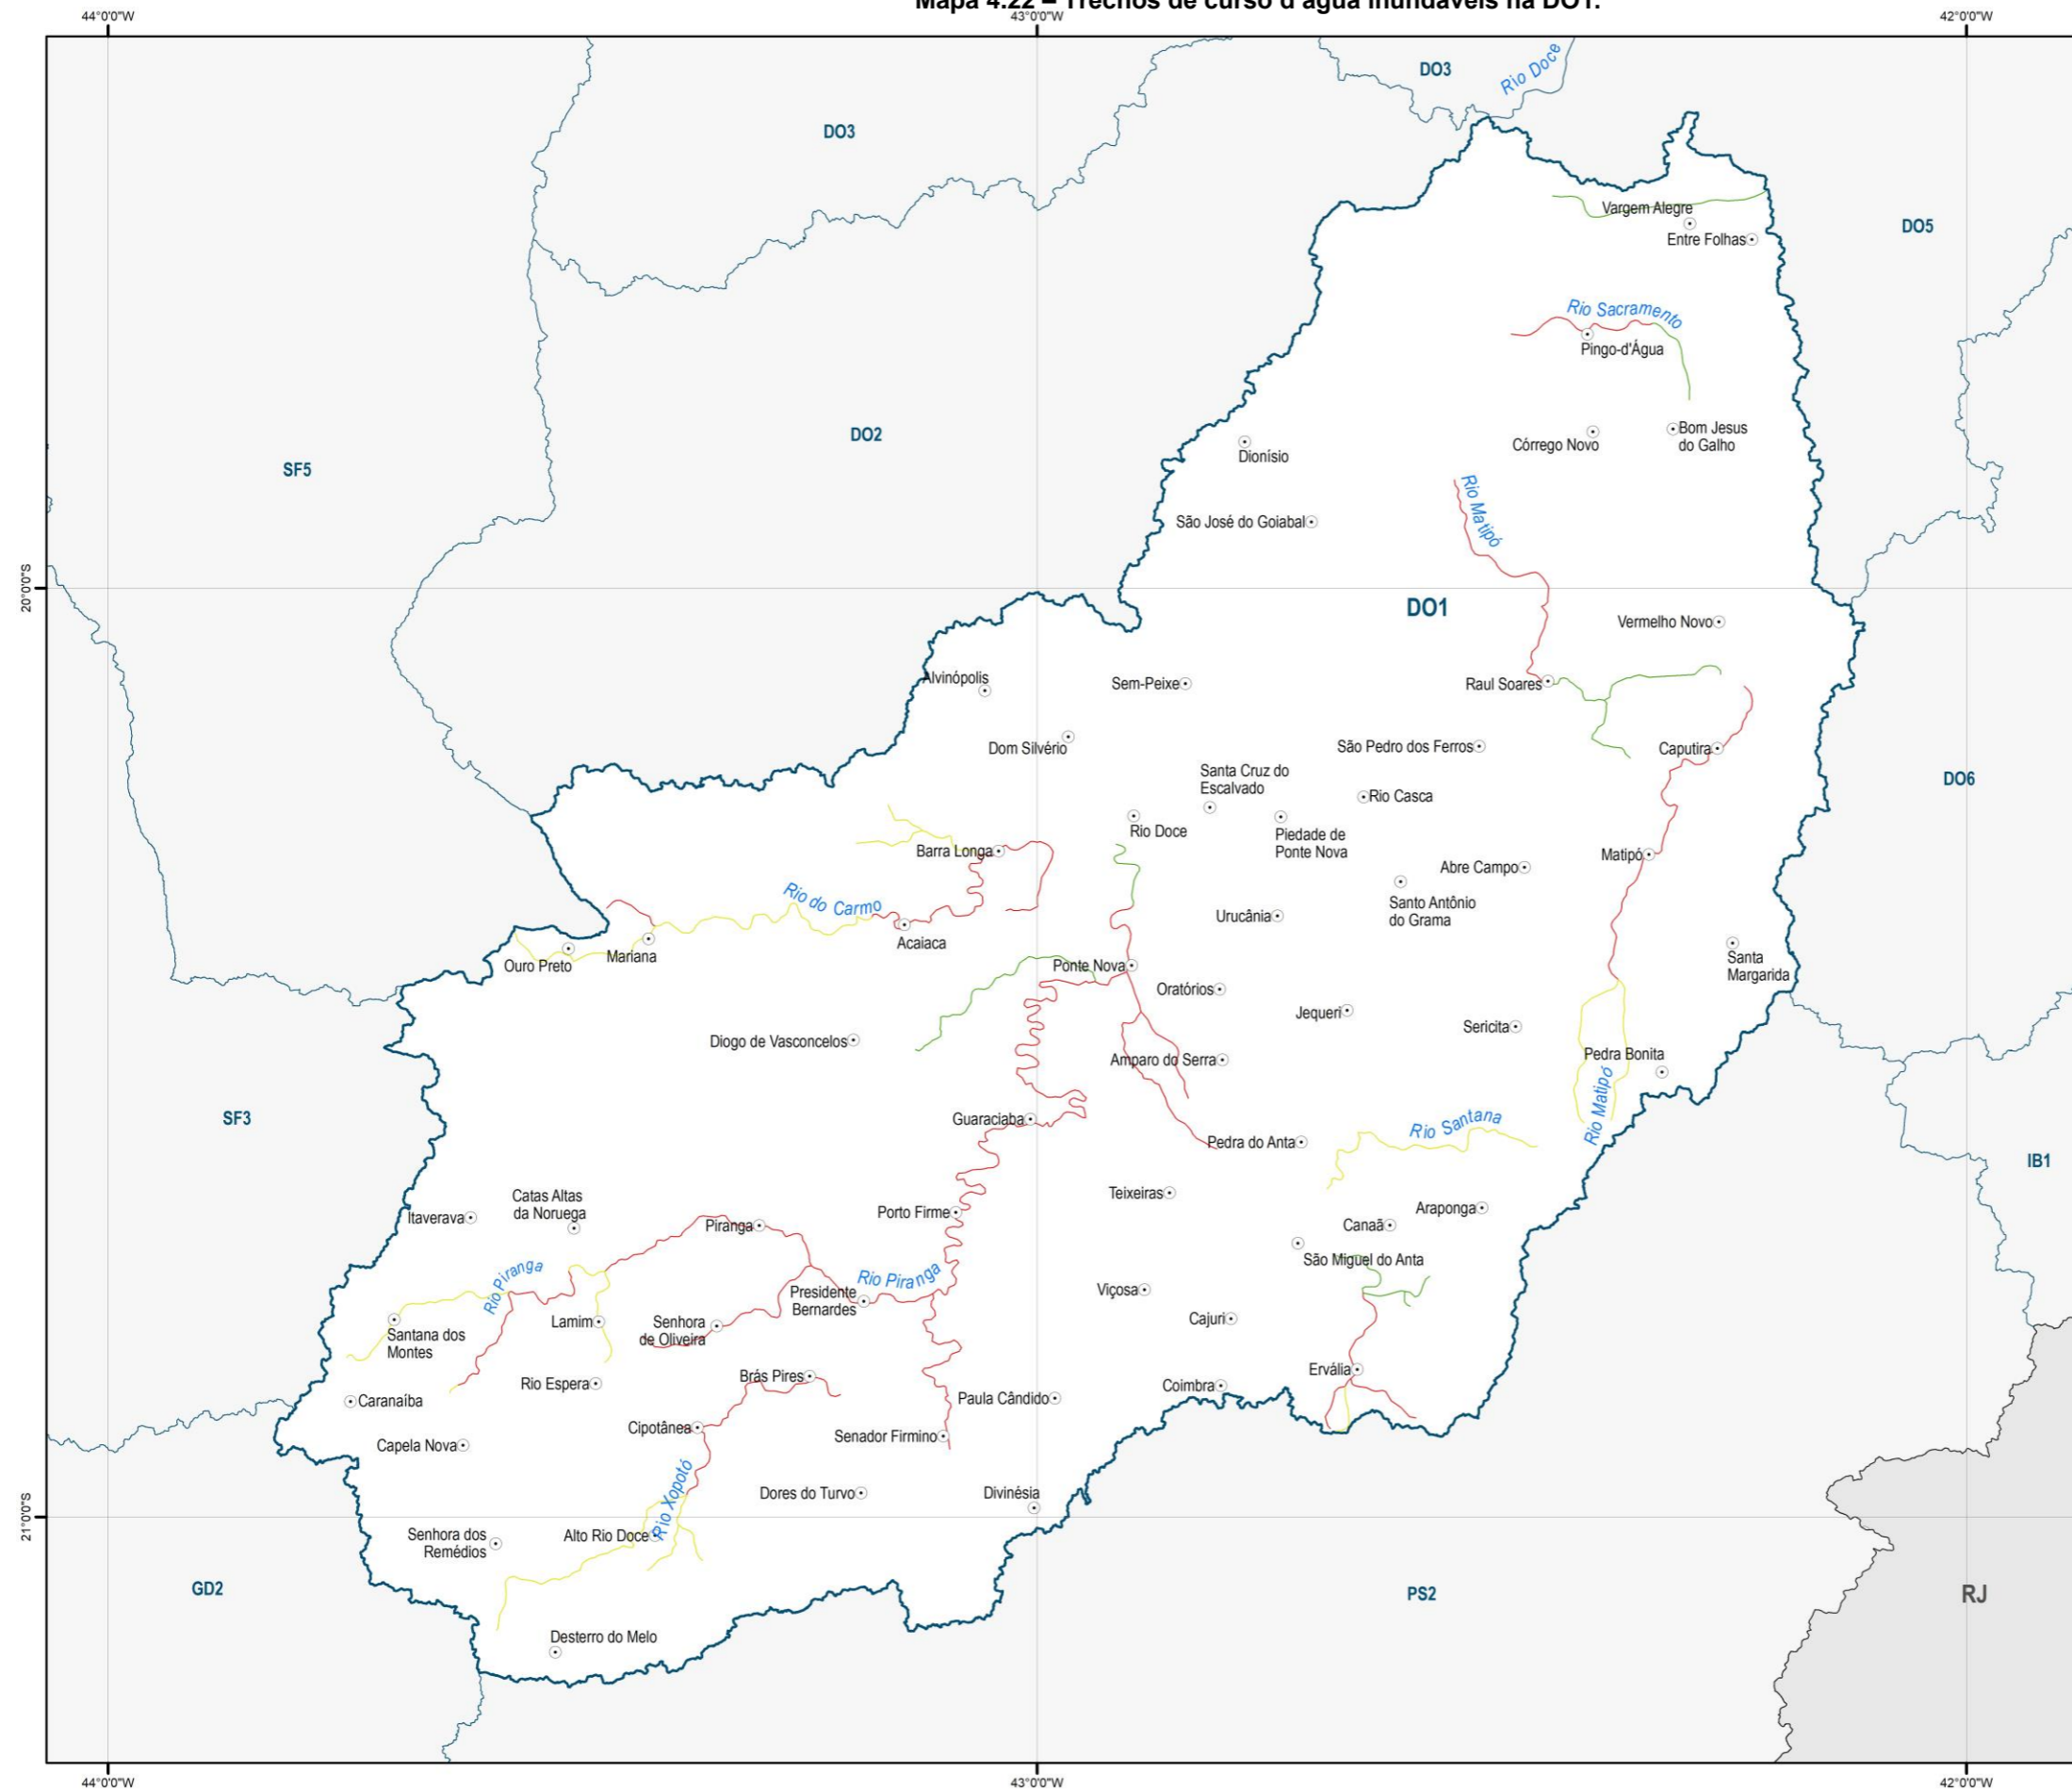 Mapa 4.22 – Trechos de curso d'água inundáveis na DO1.
44°0'0"W
43°0'0"W
42°0'0"W
DO3
Rio Doce
DO3
Vargem Alegre
DO5
Entre Folhas
Rio Sacramento
Pingo-d'Água
DO2
Bom Jesus
do Galho
Córrego Novo
Dionísio
SF5
Rio Matipó
São José do Goiabal
20°0'0"S
DO1
Vermelho Novo
Alvinópolis
Sem-Peixe
Raul Soares
Dom Silvério
São Pedro dos Ferros
Caputira
Santa Cruz do
Escalvado
DO6
Rio Casca
Rio Doce
Piedade de
Ponte Nova
Barra Longa
Matipó
Abre Campo
Rio do Carmo
Santo Antônio
do Grama
Urucânia
Acaiaca
Mariana
Ouro Preto
Ponte Nova
Santa
Margarida
Oratórios
Jequeri
Sericita
Diogo de Vasconcelos
Amparo do Serra
Pedra Bonita
Rio Matipó
SF3
Guaraciaba
Rio Santana
Pedra do Anta
IB1
Teixeiras
Catas Altas
da Noruega
Itaverava
Porto Firme
Araponga
Piranga
Canaã
São Miguel do Anta
Rio Piranga
Rio Piranga
Viçosa
Presidente
Bernardes
Cajuri
Lamim
Senhora
de Oliveira
Santana dos
Montes
Ervália
Brás Pires
Rio Espera
Coimbra
Caranaíba
Paula Cândido
Cipotânea
Senador Firmino
Capela Nova
Rio Xopotó
Dores do Turvo
Divinésia
21°0'0"S
Senhora dos
Remédios
Alto Rio Doce
GD2
PS2
RJ
Desterro do Melo
44°0'0"W
43°0'0"W
42°0'0"W